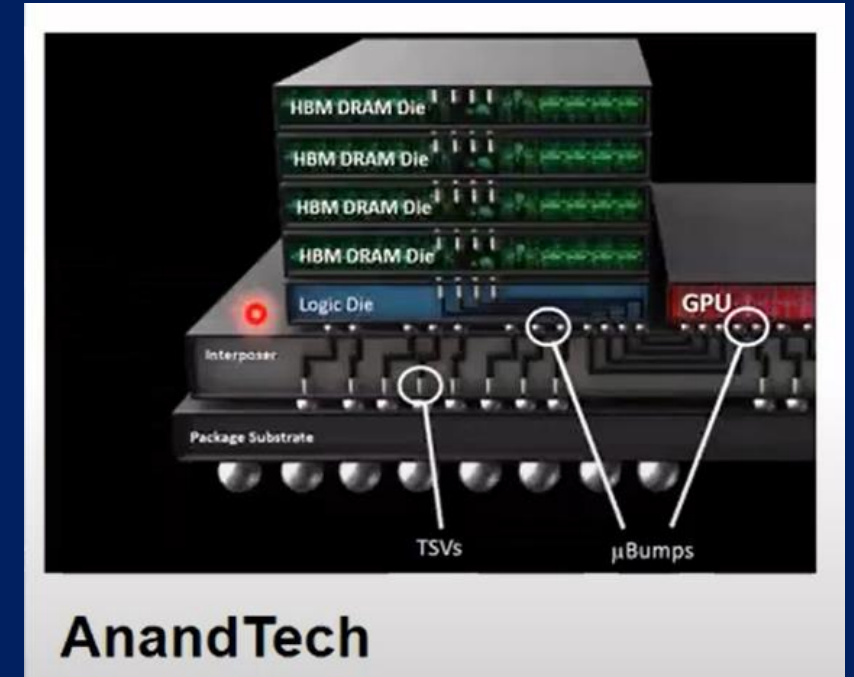 HBM DRAM Die
HBM DRAM Die
HBM DRAM Die
HBM DRAM Die
Logic Die
GPU
Interposer
Package Substrate
TSVs
μBumps
AnandTech